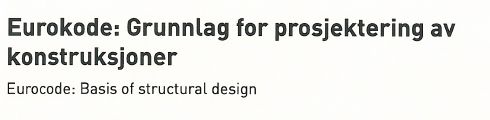 Eurokode: Grunnlag for prosjektering av
konstruksjoner
Eurocode: Basis of structural design